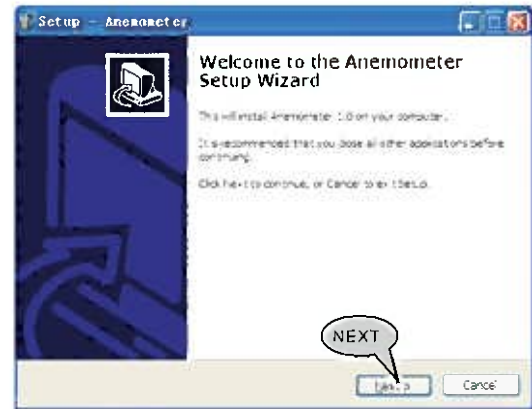 Setup - Anemometer
Welcome to the Anemometer
Setup Wizard
This will install Anemometer 1.0 on your computer.
It is recommended that you close all other applications before
continuing.
Click Next to continue, or Cancel to exit Setup.
NEXT
Next >
Cancel